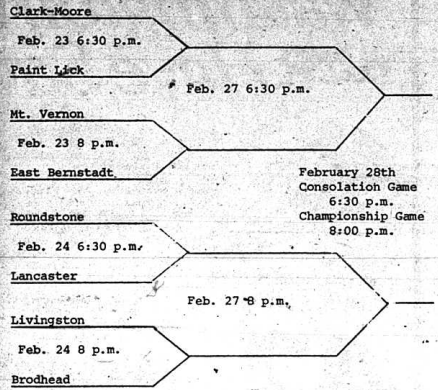 Clark-Moore
Feb. 23 6:30 p.m.
Paint Lick
Feb. 27 6:30 p.m.
Mt. Vernon
Feb. 23 8 p.m.
East Bernstadt
February 28th
Consolation Game
6:30 p.m.
Championship Game
8:00 p.m.
Roundstone
Feb. 24 6:30 p.m.
Lancaster
Feb. 27 8 p.m.
Livingston
Feb. 24 8 p.m.
Brodhead